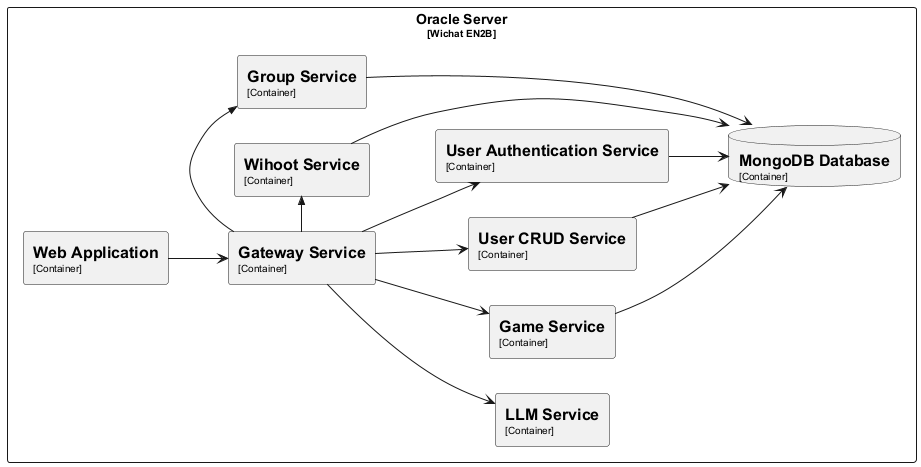 Oracle Server
[Wichat EN2B]
Group Service
[Container]
Wihoot Service
[Container]
User Authentication Service
[Container]
MongoDB Database
[Container]
User CRUD Service
[Container]
Web Application
[Container]
Gateway Service
[Container]
Game Service
[Container]
LLM Service
[Container]